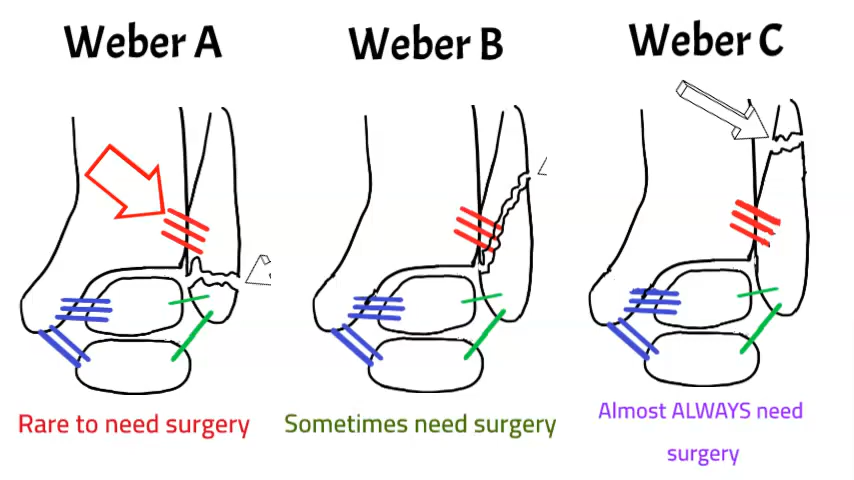 Weber A
Weber B
Weber C
Rare to need surgery
Sometimes need surgery
Almost ALWAYS need
surgery